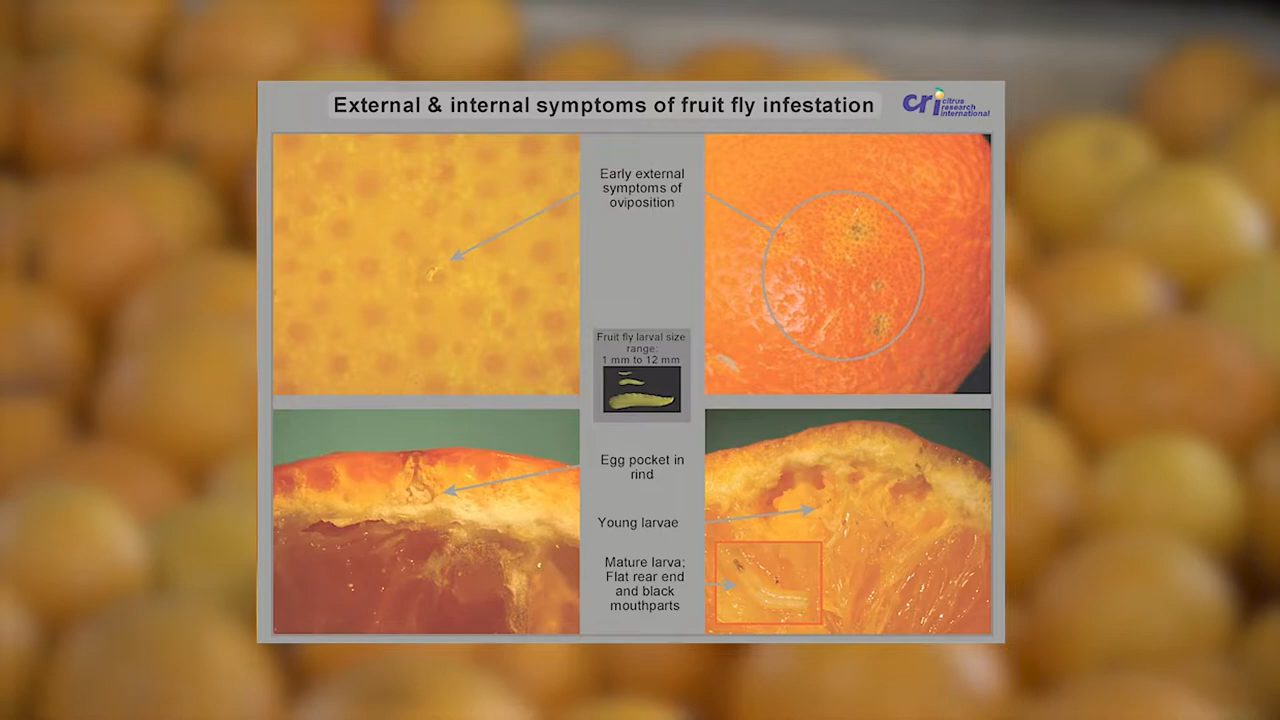 External & internal symptoms of fruit fly infestation
cri citrus
research
international
Early external
symptoms of
oviposition
Fruit fly larval size
range:
1 mm to 12 mm
Egg pocket in
rind
Young larvae
Mature larva;
Flat rear end
and black
mouthparts